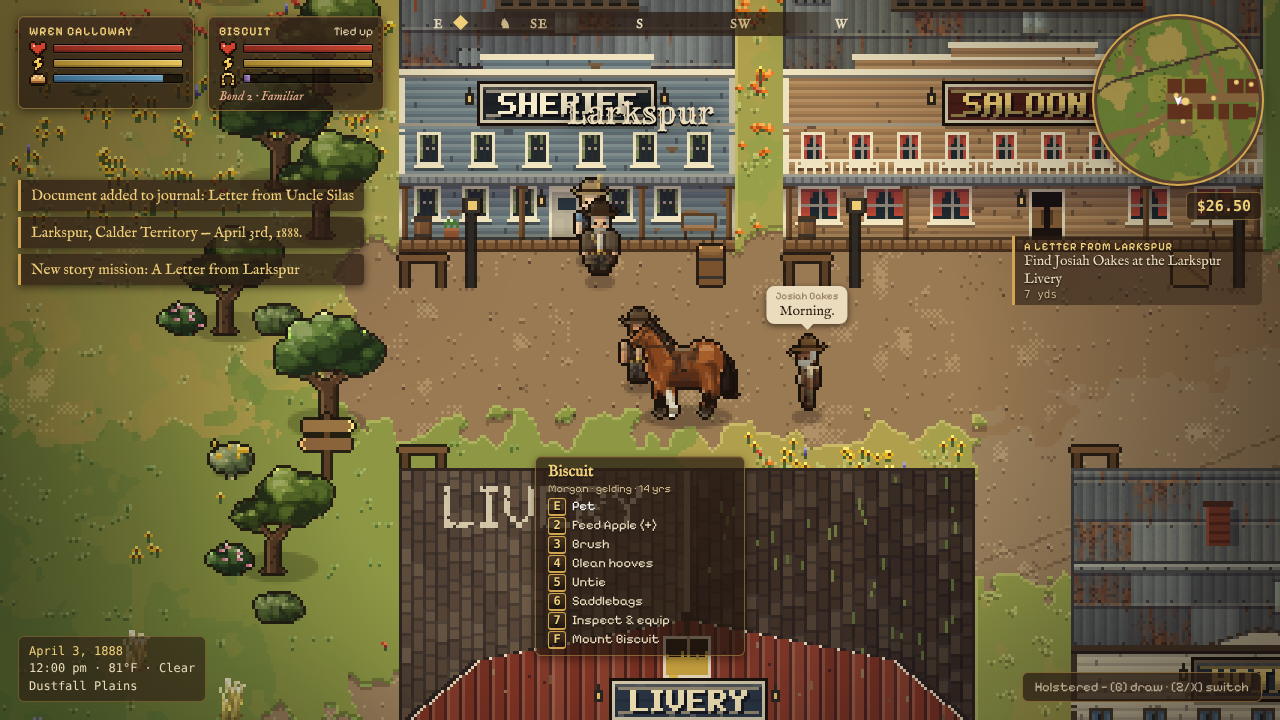 WREN CALLOWAY
BISCUIT Tied up
Bond 2 · Familiar
E SE S SW W
SHERIFF
Larkspur
SALOON
Document added to journal: Letter from Uncle Silas
Larkspur, Calder Territory — April 3rd, 1888.
New story mission: A Letter from Larkspur
$26.50
A LETTER FROM LARKSPUR
Find Josiah Oakes at the Larkspur
Livery
7 yds
Josiah Oakes
Morning.
Biscuit
Morgan gelding · 14 yrs
E Pet
2 Feed Apple (+)
3 Brush
4 Clean hooves
5 Untie
6 Saddlebags
7 Inspect & equip
F Mount Biscuit
LIV
LIVERY
April 3, 1888
12:00 pm · 81°F · Clear
Dustfall Plains
Holstered - (G) draw · (Z/X) switch